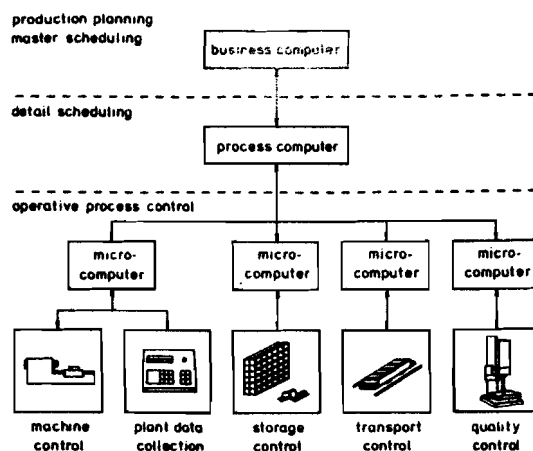 production planning
master scheduling
business computer
detail scheduling
process computer
operative process control
micro-
computer
micro-
computer
micro-
computer
micro-
computer
machine
control
plant data
collection
storage
control
transport
control
quality
control